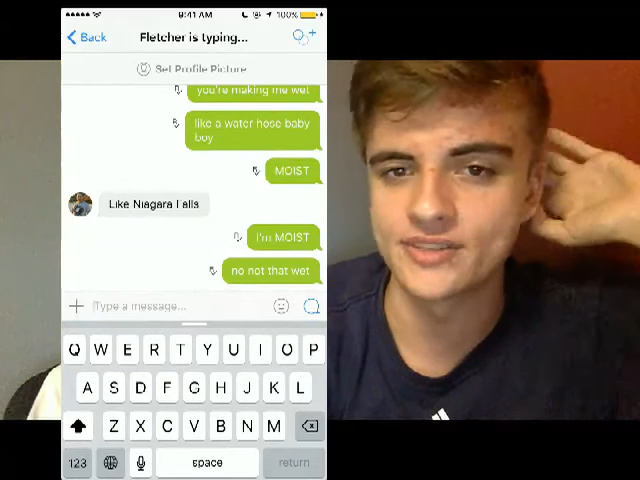 9:41 AM 100%
Back Fletcher is typing...
Set Profile Picture
you're making me wet
like a water hose baby
boy
MOIST
Like Niagara Falls
I'm MOIST
no not that wet
Type a message...
Q W E R T Y U I O P
A S D F G H J K L
Z X C V B N M
123 space return